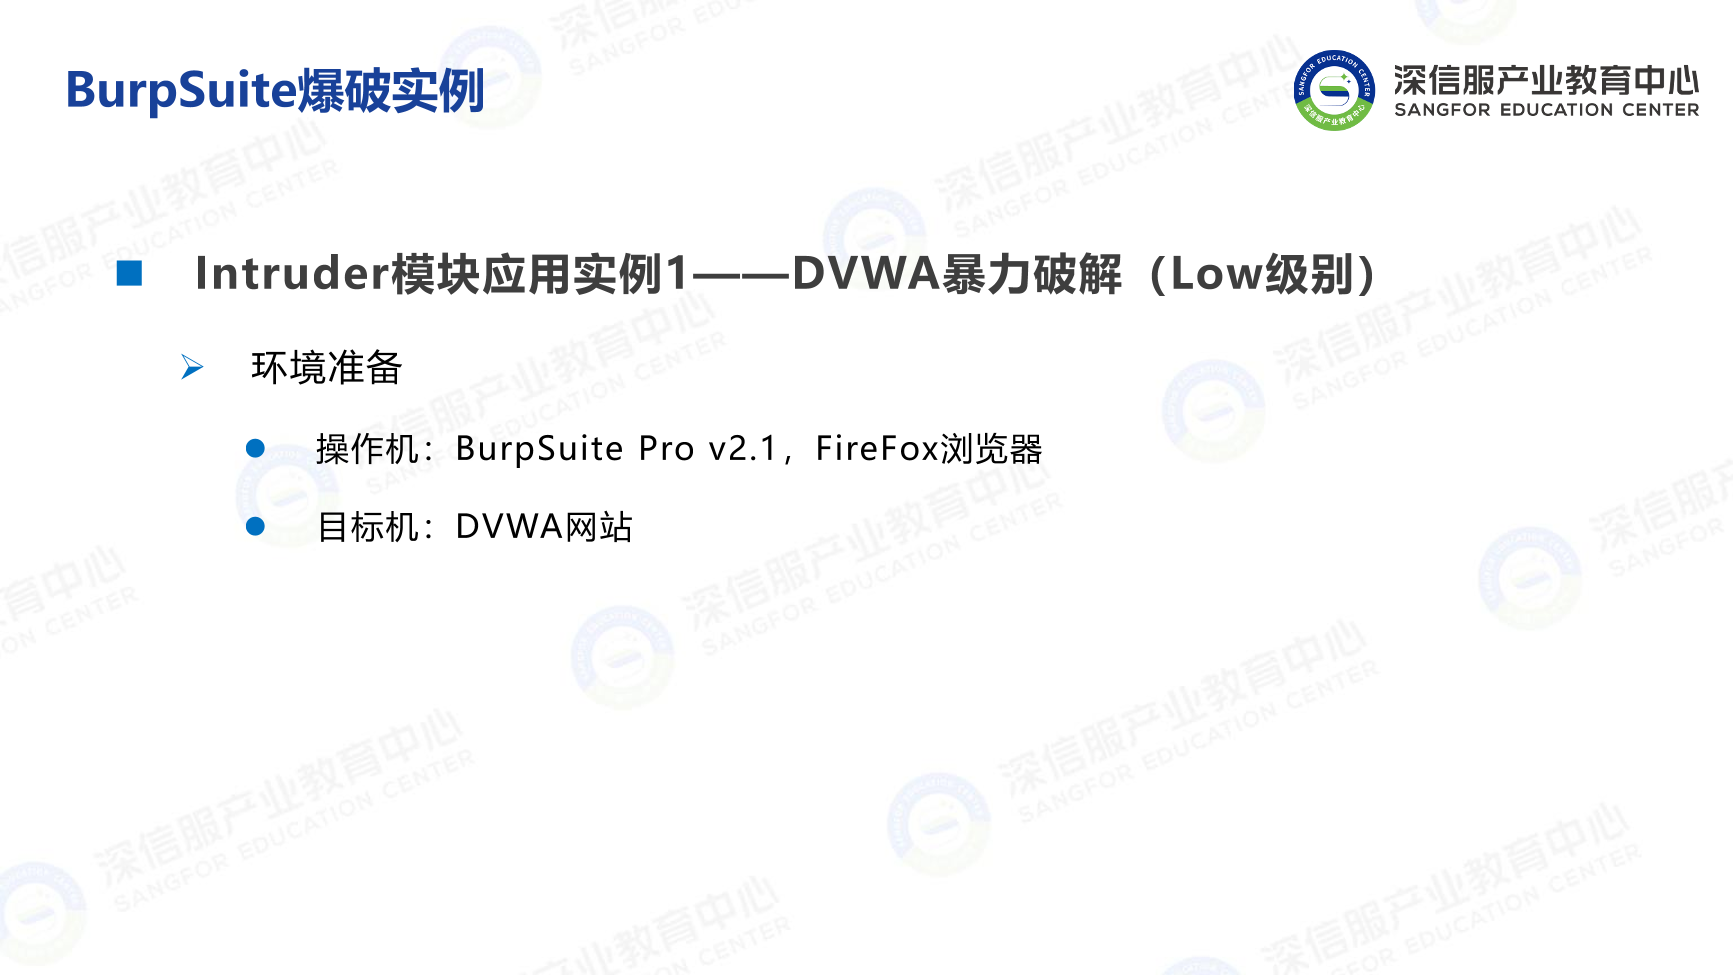 BurpSuite爆破实例
深信服产业教育中心
SANGFOR EDUCATION CENTER
Intruder模块应用实例1——DVWA暴力破解（Low级别）
环境准备
操作机：BurpSuite Pro v2.1，FireFox浏览器
目标机：DVWA网站